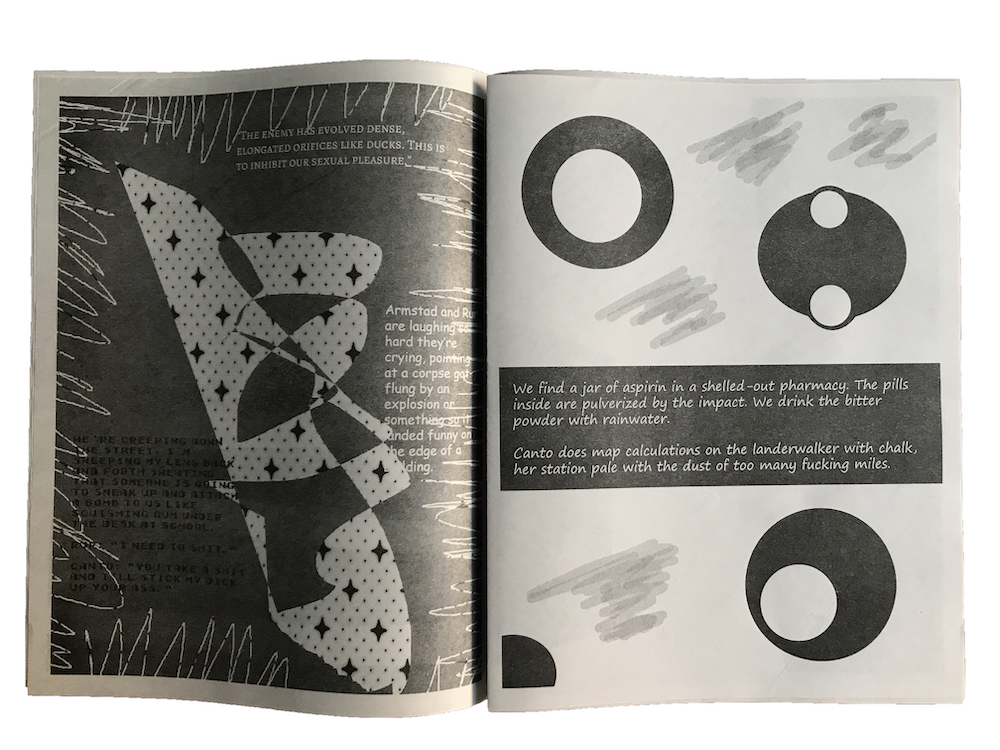 "The enemy has evolved dense,
elongated orifices like ducks. This is
to inhibit our sexual pleasure."
Armstad and
are laughing so
hard they're
crying, pointing
at a corpse got
flung by an
explosion or
something so it
landed funny on
the edge of a
WE'RE CREEPING DOWN
THE STREET. I'M
SWEEPING MY LENS BACK
AND FORTH SWEATING
THAT SOMEONE IS GOING
TO SNEAK UP AND ATTACH
A BOMB TO US LIKE
SQUISHING GUM UNDER
THE DESK AT SCHOOL.
"I NEED TO SHIT."
CANTO: "YOU TAKE A SHIT
AND I'LL STICK MY DICK
UP YOUR ASS."
We find a jar of aspirin in a shelled-out pharmacy. The pills
inside are pulverized by the impact. We drink the bitter
powder with rainwater.
Canto does map calculations on the landerwalker with chalk,
her station pale with the dust of too many fucking miles.